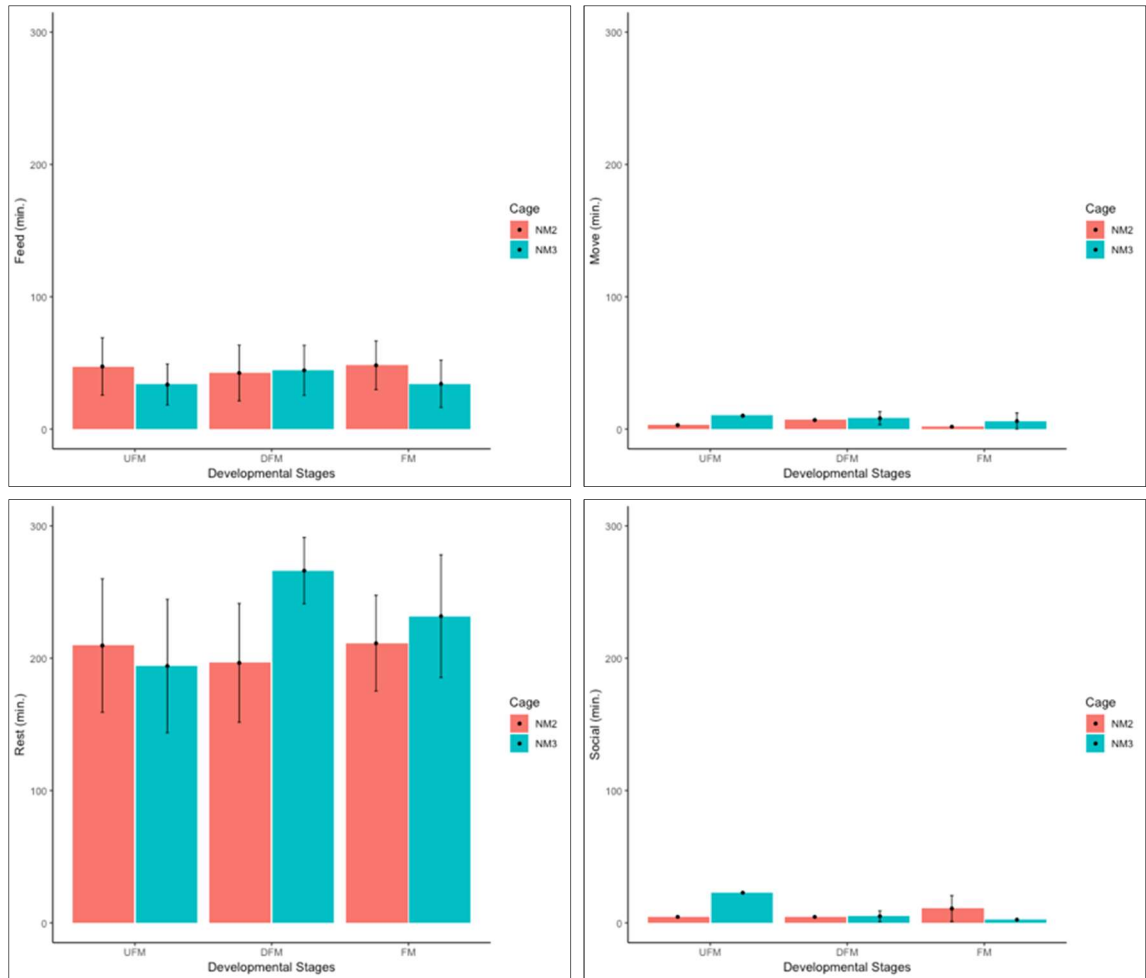 300
200
100
0
Feed (min.)
UFM DFM FM
Developmental Stages
Cage
NM2
NM3
300
200
100
0
Move (min.)
UFM DFM FM
Developmental Stages
Cage
NM2
NM3
300
200
100
0
Rest (min.)
UFM DFM FM
Developmental Stages
Cage
NM2
NM3
300
200
100
0
Social (min.)
UFM DFM FM
Developmental Stages
Cage
NM2
NM3